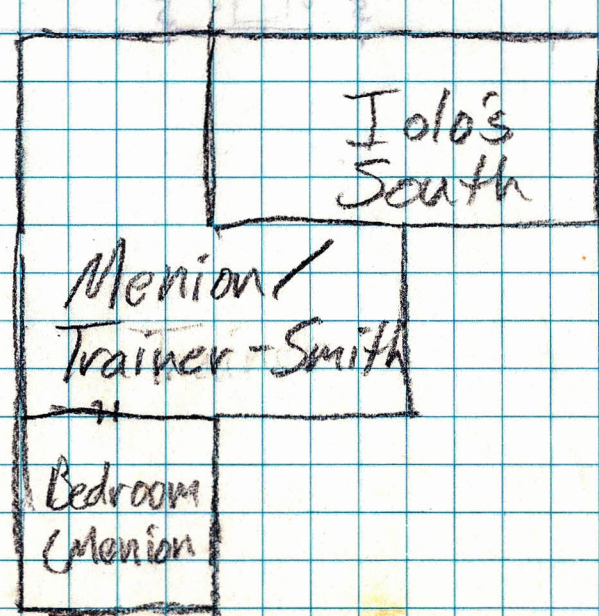 Iolo's
South
Menion/
Trainer-Smith
Bedroom
(Menion